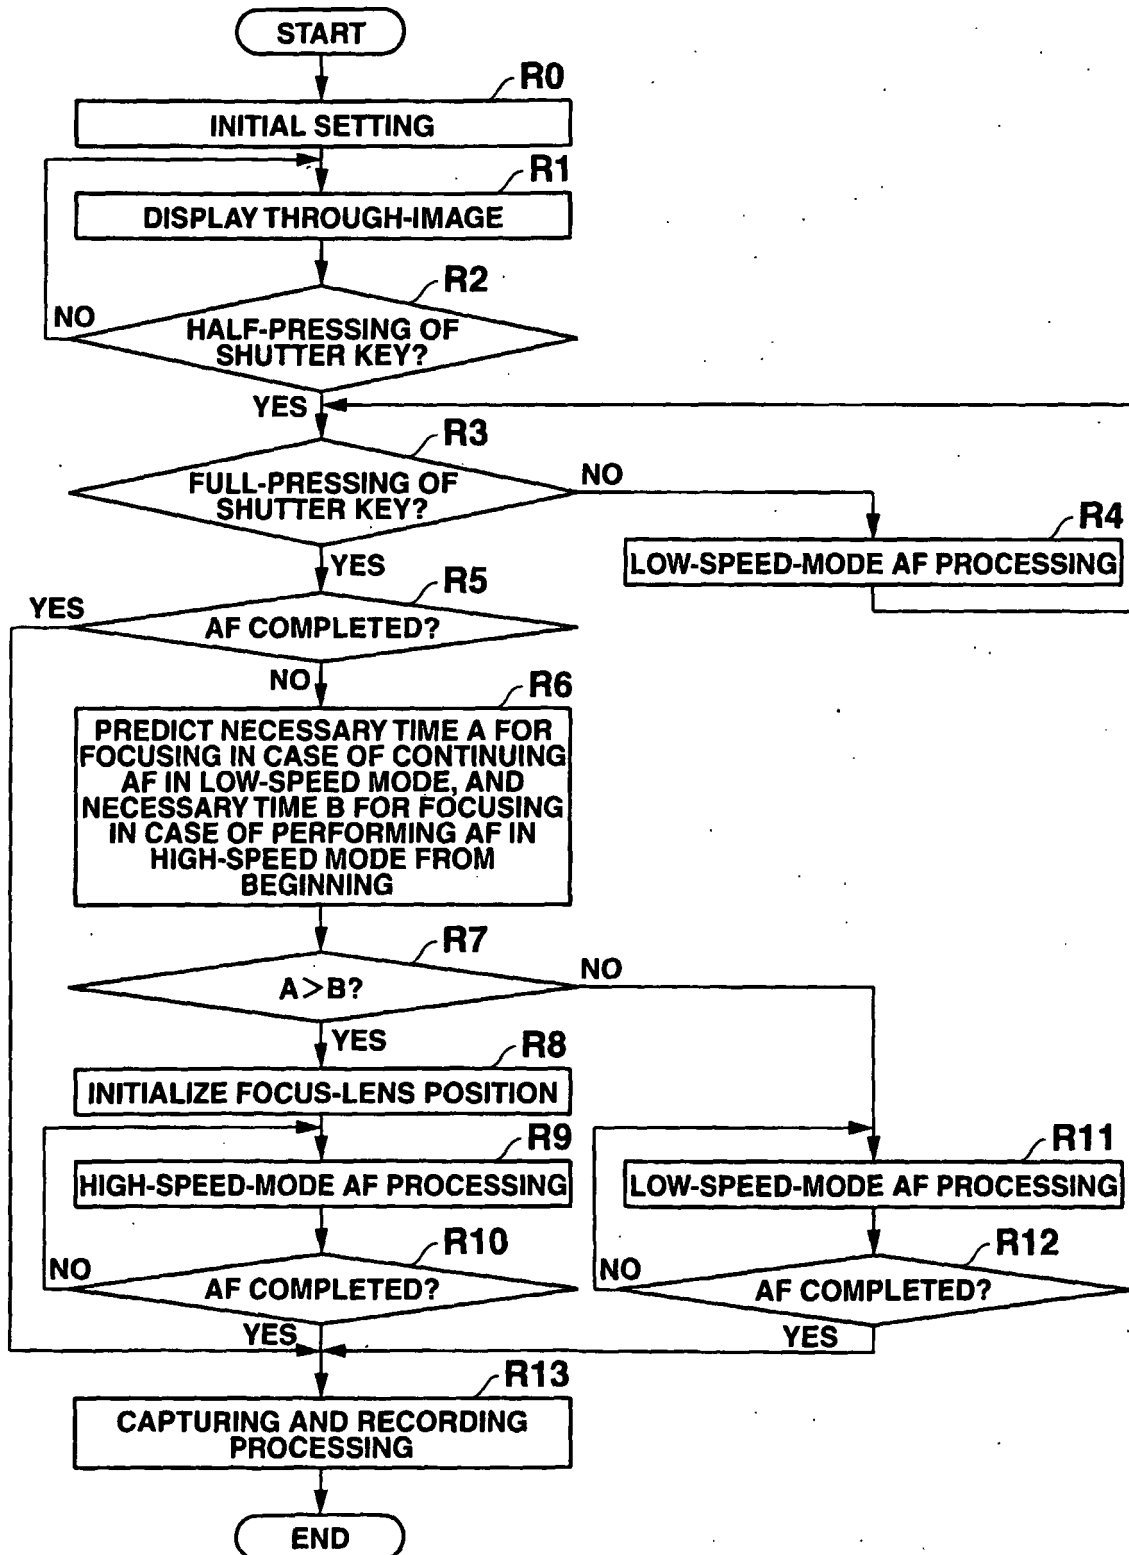 START
R0
INITIAL SETTING
R1
DISPLAY THROUGH-IMAGE
R2
NO
HALF-PRESSING OF
SHUTTER KEY?
YES
R3
NO
FULL-PRESSING OF
SHUTTER KEY?
R4
LOW-SPEED-MODE AF PROCESSING
YES
R5
YES
AF COMPLETED?
NO
R6
PREDICT NECESSARY TIME A FOR
FOCUSING IN CASE OF CONTINUING
AF IN LOW-SPEED MODE, AND
NECESSARY TIME B FOR FOCUSING
IN CASE OF PERFORMING AF IN
HIGH-SPEED MODE FROM
BEGINNING
R7
NO
A>B?
YES
R8
INITIALIZE FOCUS-LENS POSITION
R9
HIGH-SPEED-MODE AF PROCESSING
R11
LOW-SPEED-MODE AF PROCESSING
R10
NO
AF COMPLETED?
YES
R12
NO
AF COMPLETED?
YES
R13
CAPTURING AND RECORDING
PROCESSING
END